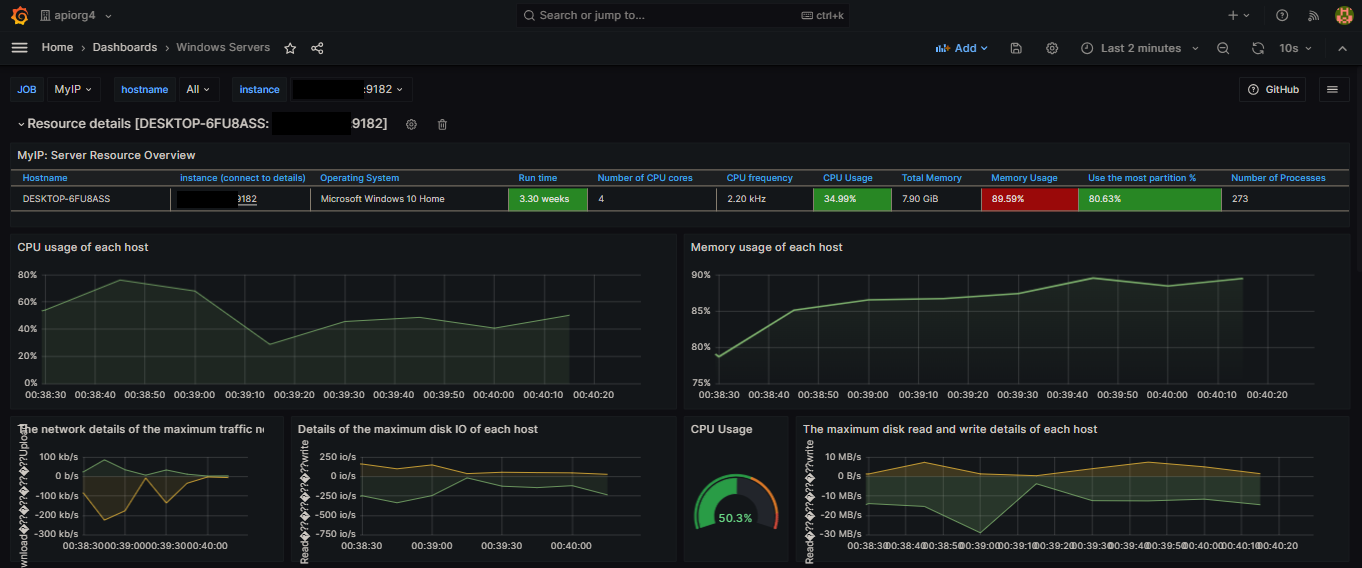 apiorg4
Search or jump to...
ctrl+k
Home › Dashboards › Windows Servers
Add
Last 2 minutes
10s
JOB MyIP hostname All instance :9182
GitHub
Resource details [DESKTOP-6FU8ASS: 9182]
MyIP: Server Resource Overview
Hostname instance (connect to details) Operating System Run time Number of CPU cores CPU frequency CPU Usage Total Memory Memory Usage Use the most partition % Number of Processes
DESKTOP-6FU8ASS 9182 Microsoft Windows 10 Home 3.30 weeks 4 2.20 kHz 34.99% 7.90 GiB 89.59% 80.63% 273
CPU usage of each host
80%
60%
40%
20%
0%
00:38:30 00:38:40 00:38:50 00:39:00 00:39:10 00:39:20 00:39:30 00:39:40 00:39:50 00:40:00 00:40:10 00:40:20
Memory usage of each host
90%
85%
80%
75%
00:38:30 00:38:40 00:38:50 00:39:00 00:39:10 00:39:20 00:39:30 00:39:40 00:39:50 00:40:00 00:40:10 00:40:20
The network details of the maximum traffic
100 kb/s
0 b/s
-100 kb/s
-200 kb/s
-300 kb/s
00:38:30 00:39:00 00:39:30 00:40:00
Details of the maximum disk IO of each host
250 io/s
0 io/s
-250 io/s
-500 io/s
-750 io/s
00:38:30 00:39:00 00:39:30 00:40:00
CPU Usage
50.3%
The maximum disk read and write details of each host
10 MB/s
0 B/s
-10 MB/s
-20 MB/s
-30 MB/s
00:38:30 00:38:40 00:38:50 00:39:00 00:39:10 00:39:20 00:39:30 00:39:40 00:39:50 00:40:00 00:40:10 00:40:20